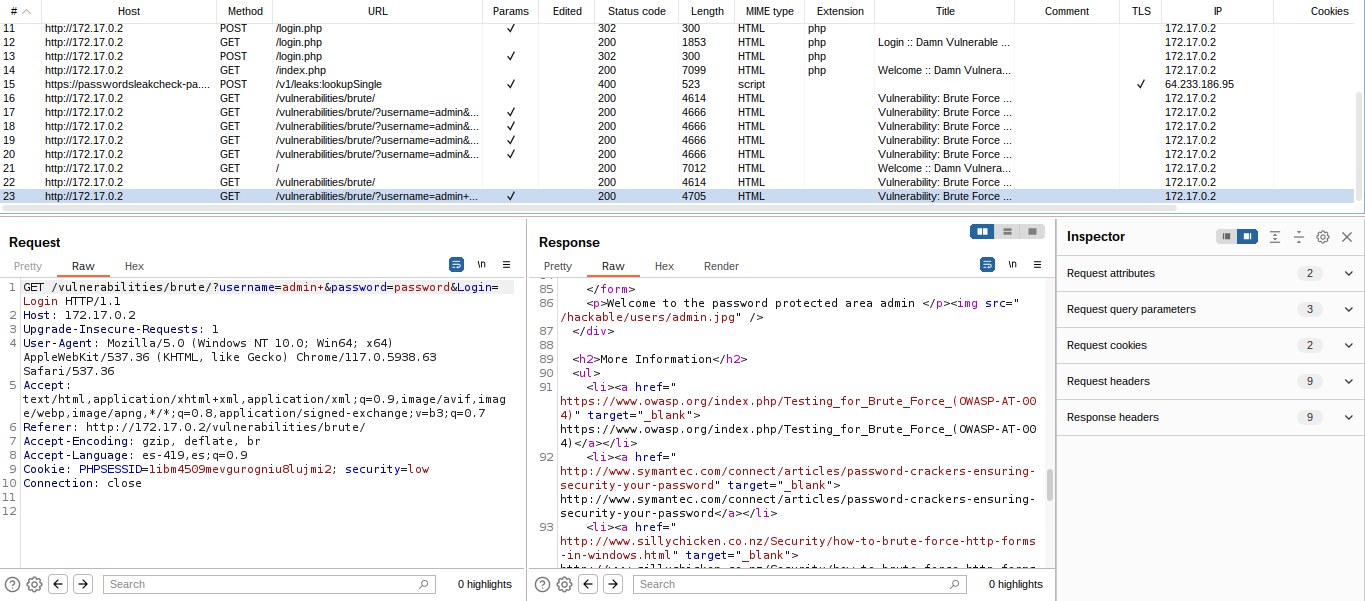 # Host Method URL Params Edited Status code Length MIME type Extension Title Comment TLS IP Cookies
11 http://172.17.0.2 POST /login.php ✓ 302 300 HTML php 172.17.0.2
12 http://172.17.0.2 GET /login.php 200 1853 HTML php Login :: Damn Vulnerable ... 172.17.0.2
13 http://172.17.0.2 POST /login.php ✓ 302 300 HTML php 172.17.0.2
14 http://172.17.0.2 GET /index.php 200 7099 HTML php Welcome :: Damn Vulnera... 172.17.0.2
15 https://passwordsleakcheck-pa.... POST /v1/leaks:lookupSingle ✓ 400 523 script ✓ 64.233.186.95
16 http://172.17.0.2 GET /vulnerabilities/brute/ 200 4614 HTML Vulnerability: Brute Force ... 172.17.0.2
17 http://172.17.0.2 GET /vulnerabilities/brute/?username=admin&... ✓ 200 4666 HTML Vulnerability: Brute Force ... 172.17.0.2
18 http://172.17.0.2 GET /vulnerabilities/brute/?username=admin&... ✓ 200 4666 HTML Vulnerability: Brute Force ... 172.17.0.2
19 http://172.17.0.2 GET /vulnerabilities/brute/?username=admin&... ✓ 200 4666 HTML Vulnerability: Brute Force ... 172.17.0.2
20 http://172.17.0.2 GET /vulnerabilities/brute/?username=admin&... ✓ 200 4666 HTML Vulnerability: Brute Force ... 172.17.0.2
21 http://172.17.0.2 GET / 200 7012 HTML Welcome :: Damn Vulnera... 172.17.0.2
22 http://172.17.0.2 GET /vulnerabilities/brute/ 200 4614 HTML Vulnerability: Brute Force ... 172.17.0.2
23 http://172.17.0.2 GET /vulnerabilities/brute/?username=admin+... ✓ 200 4705 HTML Vulnerability: Brute Force ... 172.17.0.2
Request
Pretty Raw Hex \n
1 GET /vulnerabilities/brute/?username=admin+&password=password&Login=
Login HTTP/1.1
2 Host: 172.17.0.2
3 Upgrade-Insecure-Requests: 1
4 User-Agent: Mozilla/5.0 (Windows NT 10.0; Win64; x64)
AppleWebKit/537.36 (KHTML, like Gecko) Chrome/117.0.5938.63
Safari/537.36
5 Accept:
text/html,application/xhtml+xml,application/xml;q=0.9,image/avif,imag
e/webp,image/apng,*/*;q=0.8,application/signed-exchange;v=b3;q=0.7
6 Referer: http://172.17.0.2/vulnerabilities/brute/
7 Accept-Encoding: gzip, deflate, br
8 Accept-Language: es-419,es;q=0.9
9 Cookie: PHPSESSID=1ibm4509mevgurogniu8lujmi2; security=low
10 Connection: close
11
12
Search
0 highlights
Response
Pretty Raw Hex Render \n
85 </form>
86 <p>Welcome to the password protected area admin </p><img src="
/hackable/users/admin.jpg" />
87 </div>
88
89 <h2>More Information</h2>
90 <ul>
91 <li><a href="
https://www.owasp.org/index.php/Testing_for_Brute_Force_(OWASP-AT-00
4)" target="_blank">
https://www.owasp.org/index.php/Testing_for_Brute_Force_(OWASP-AT-00
4)</a></li>
92 <li><a href="
http://www.symantec.com/connect/articles/password-crackers-ensuring-
security-your-password" target="_blank">
http://www.symantec.com/connect/articles/password-crackers-ensuring-
security-your-password</a></li>
93 <li><a href="
http://www.sillychicken.co.nz/Security/how-to-brute-force-http-forms
-in-windows.html" target="_blank">
Search
0 highlights
Inspector
Request attributes 2
Request query parameters 3
Request cookies 2
Request headers 9
Response headers 9